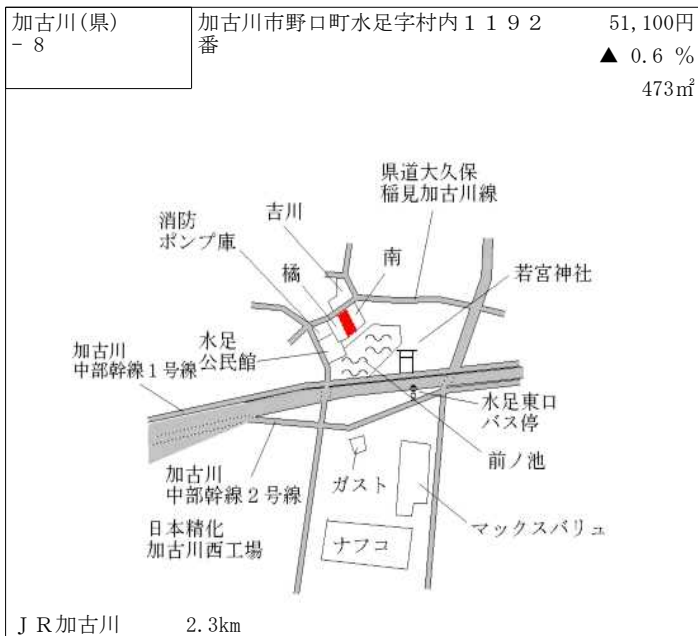 加古川(県)
- 8
加古川市野口町水足字村内１１９２
番
51,100円
▲ 0.6 %
473㎡
県道大久保
稲見加古川線
吉川
消防
ポンプ庫
橘
南
若宮神社
水足
公民館
加古川
中部幹線１号線
水足東口
バス停
前ノ池
加古川
中部幹線２号線
ガスト
日本精化
加古川西工場
マックスバリュ
ナフコ
ＪＲ加古川 2.3km